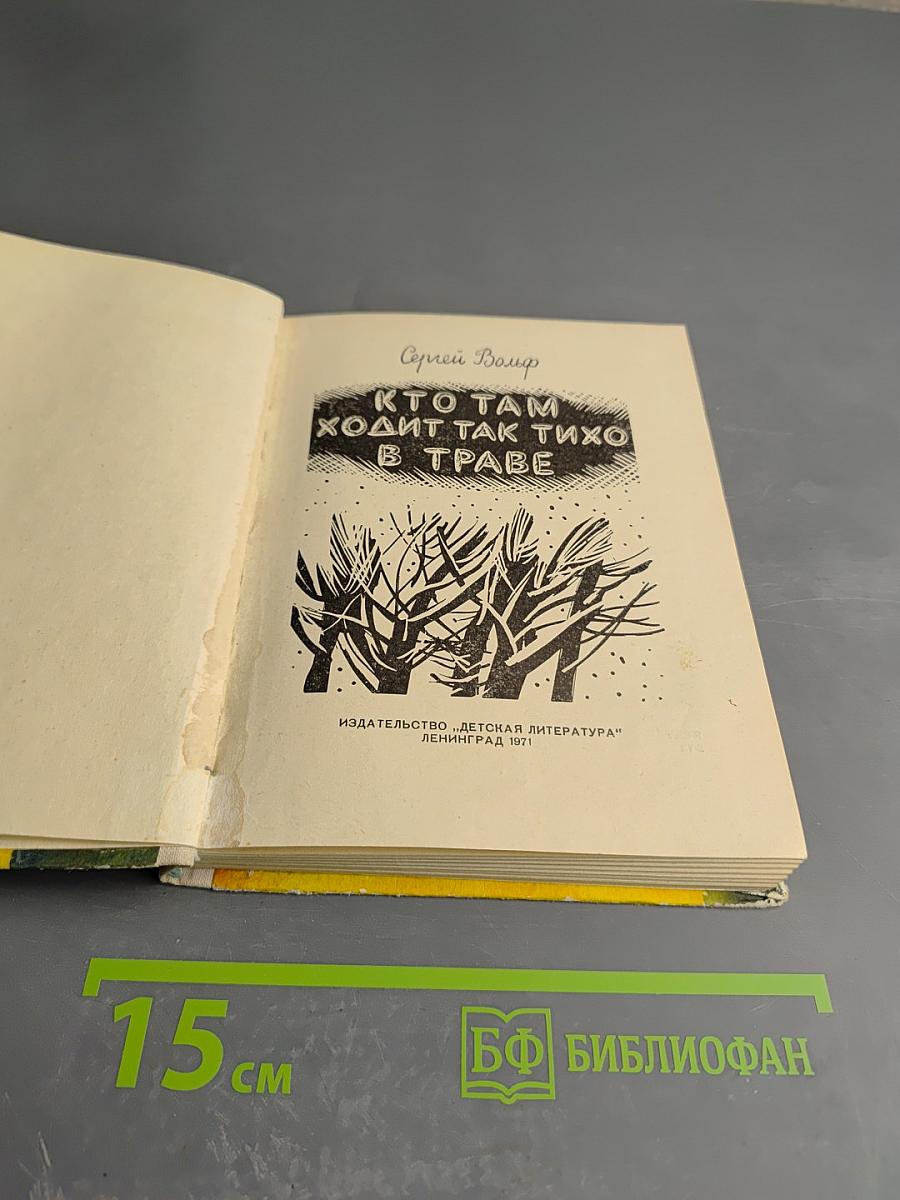 Сергей Вольф
КТО ТАМ
ХОДИТ ТАК ТИХО
В ТРАВЕ
ИЗДАТЕЛЬСТВО „ДЕТСКАЯ ЛИТЕРАТУРА“
ЛЕНИНГРАД 1971
15 СМ
БФ БИБЛИОФАН